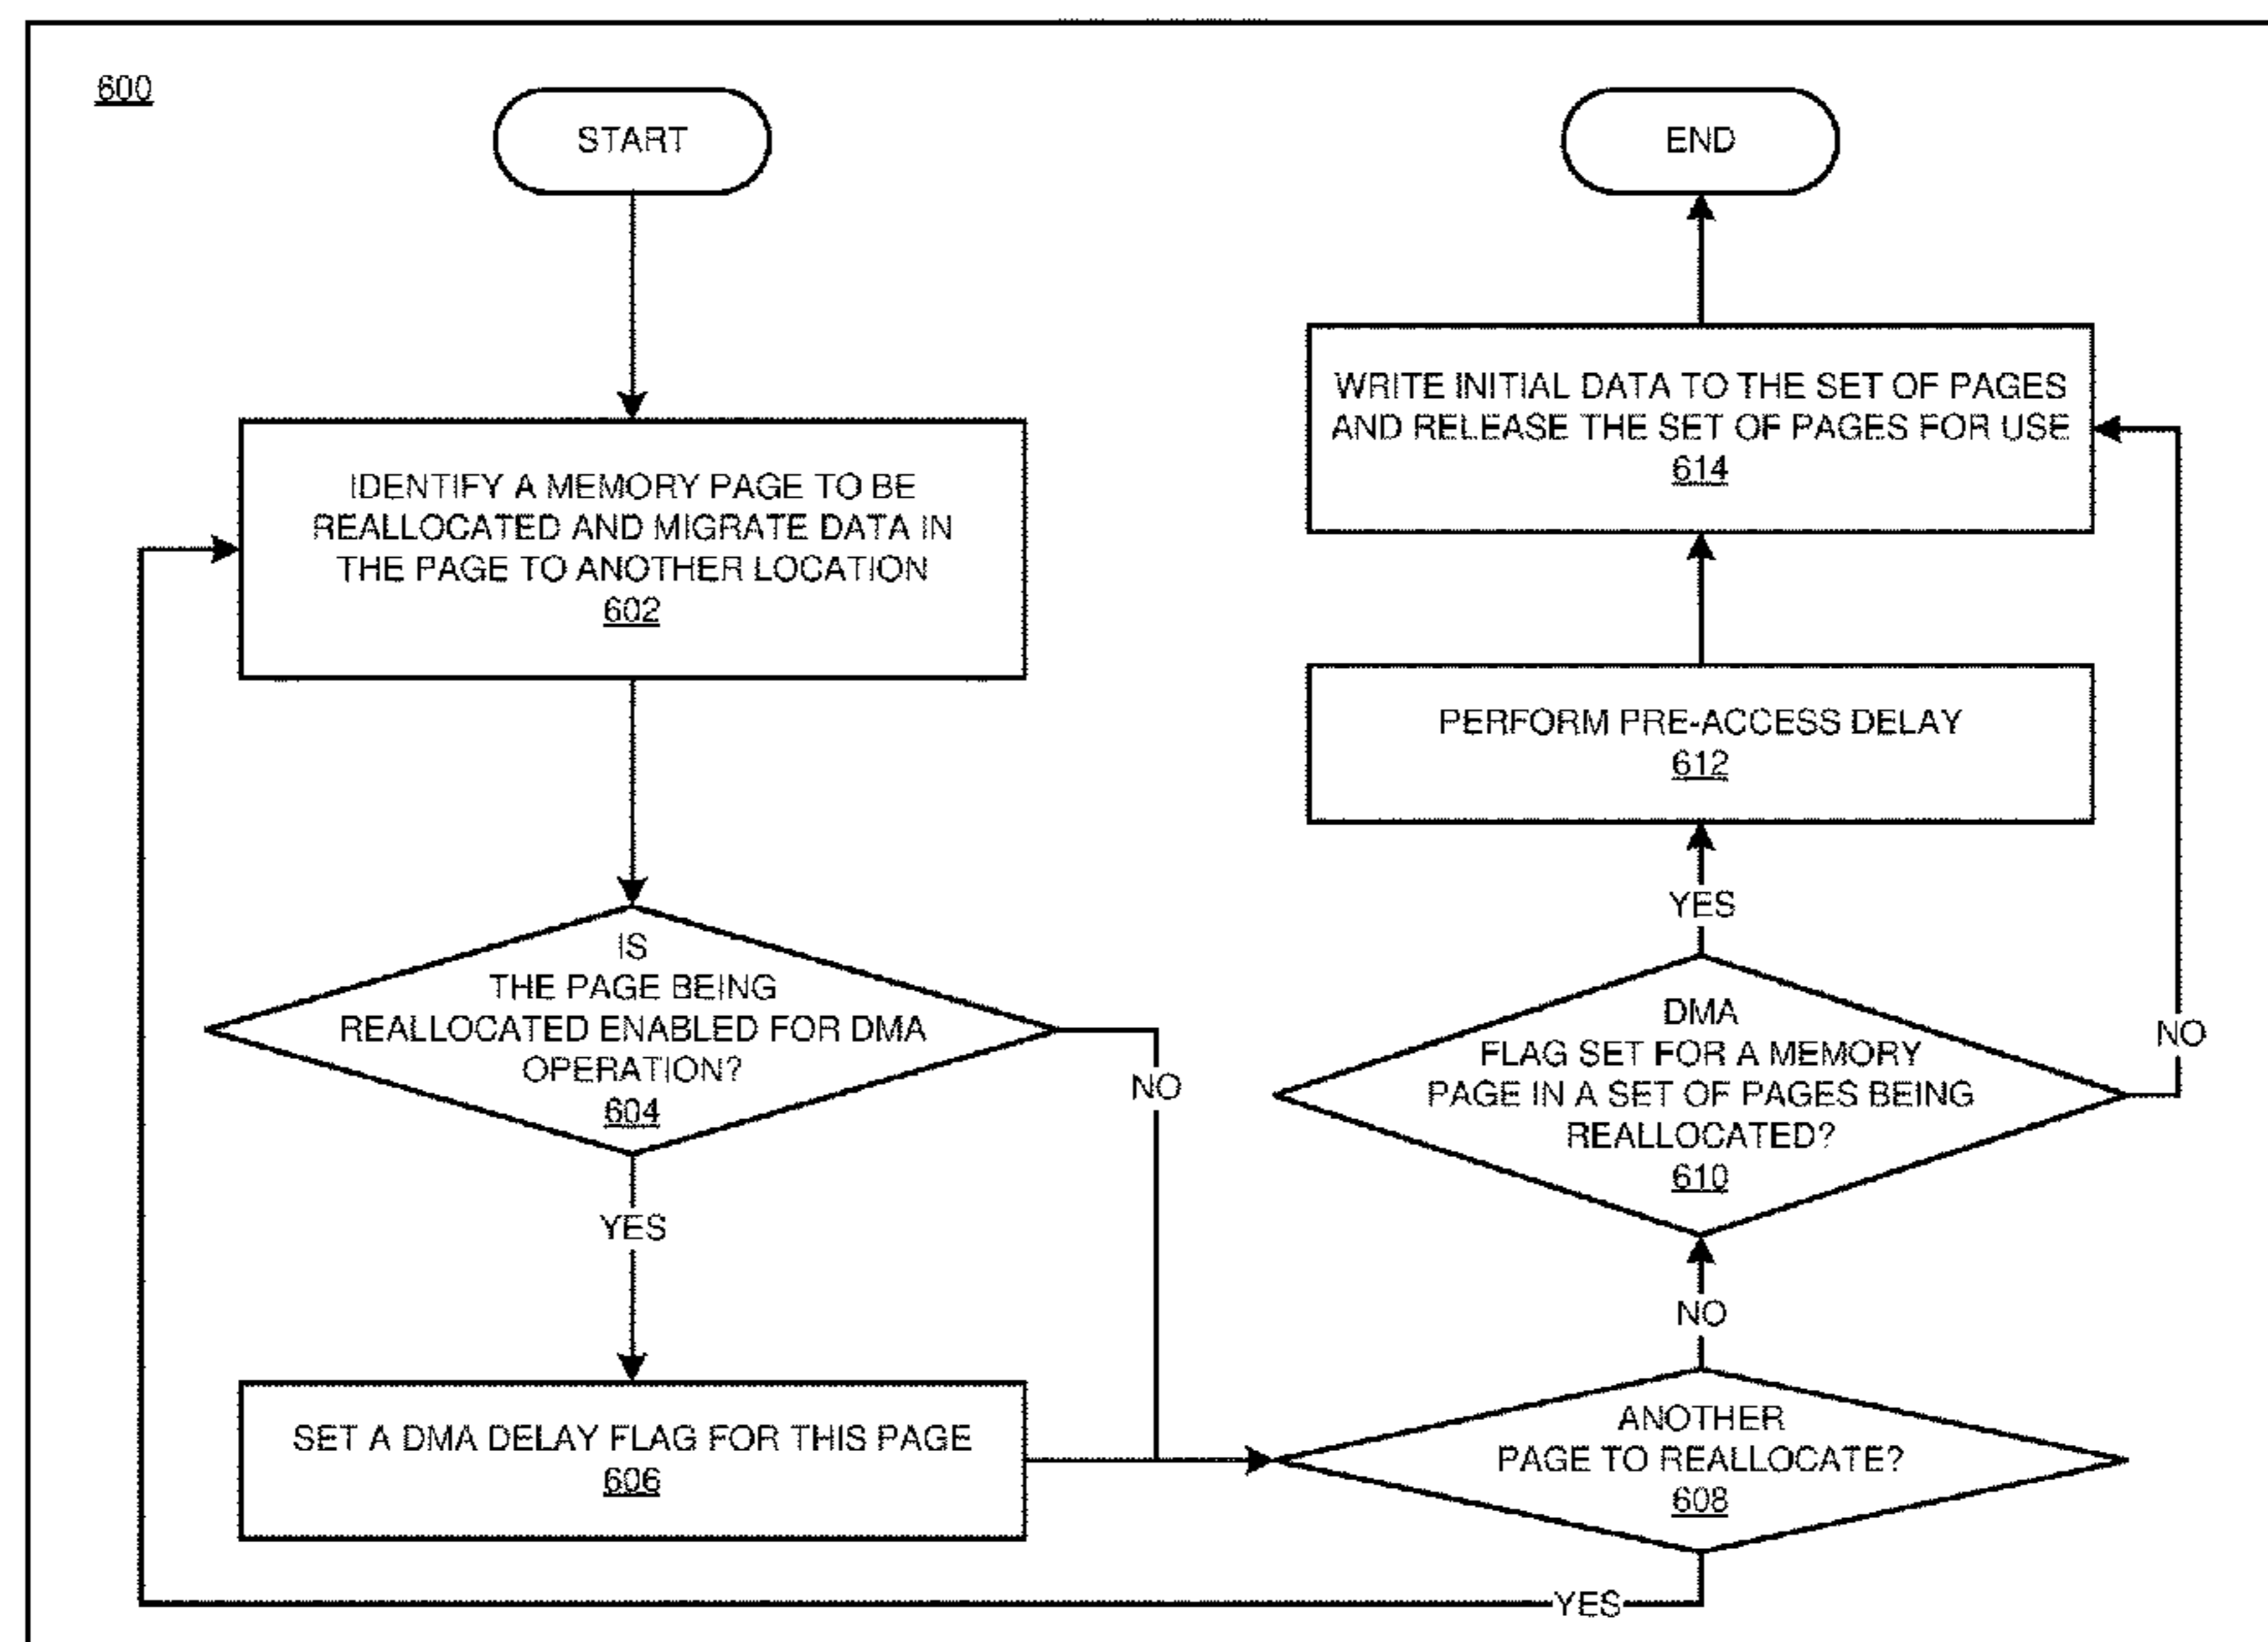 600
START
IDENTIFY A MEMORY PAGE TO BE
REALLOCATED AND MIGRATE DATA IN
THE PAGE TO ANOTHER LOCATION
602
IS
THE PAGE BEING
REALLOCATED ENABLED FOR DMA
OPERATION?
604
NO
YES
SET A DMA DELAY FLAG FOR THIS PAGE
606
ANOTHER
PAGE TO REALLOCATE?
608
YES
NO
DMA
FLAG SET FOR A MEMORY
PAGE IN A SET OF PAGES BEING
REALLOCATED?
610
NO
YES
PERFORM PRE-ACCESS DELAY
612
WRITE INITIAL DATA TO THE SET OF PAGES
AND RELEASE THE SET OF PAGES FOR USE
614
END